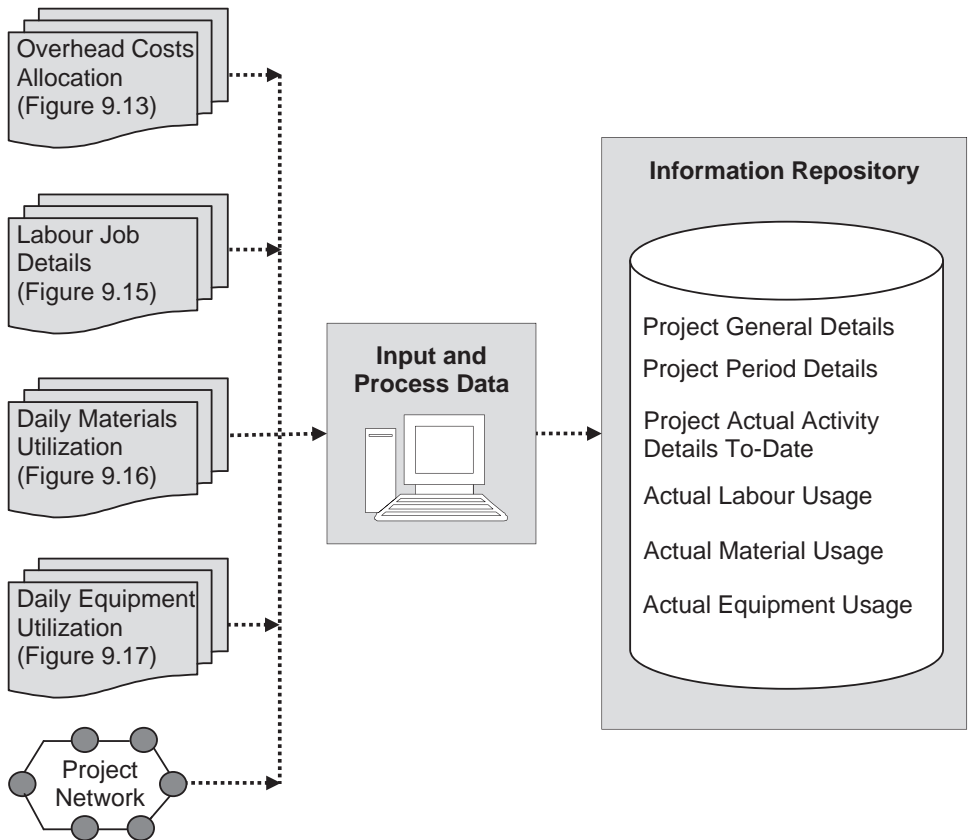 Overhead Costs
Allocation
(Figure 9.13)
Labour Job
Details
(Figure 9.15)
Daily Materials
Utilization
(Figure 9.16)
Daily Equipment
Utilization
(Figure 9.17)
Project
Network
Input and
Process Data
Information Repository
Project General Details
Project Period Details
Project Actual Activity
Details To-Date
Actual Labour Usage
Actual Material Usage
Actual Equipment Usage